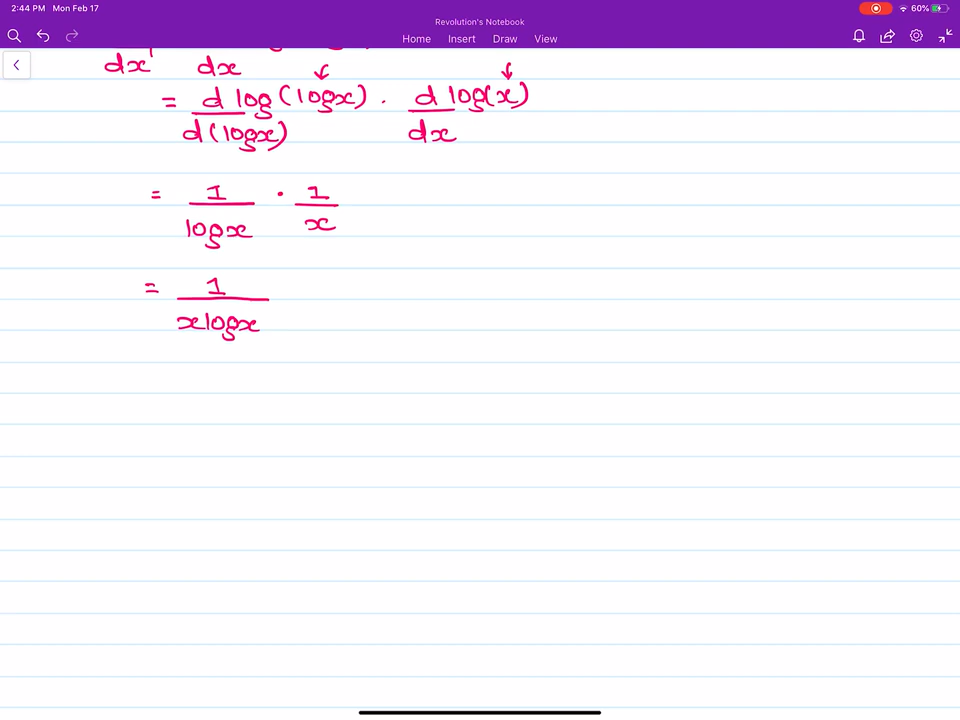 2:44 PM Mon Feb 17
60%
Revolution's Notebook
Home Insert Draw View
dx dx
= d log(logx) . d log(x)
d(logx) dx
= 1 . 1
logx x
= 1
xlogx